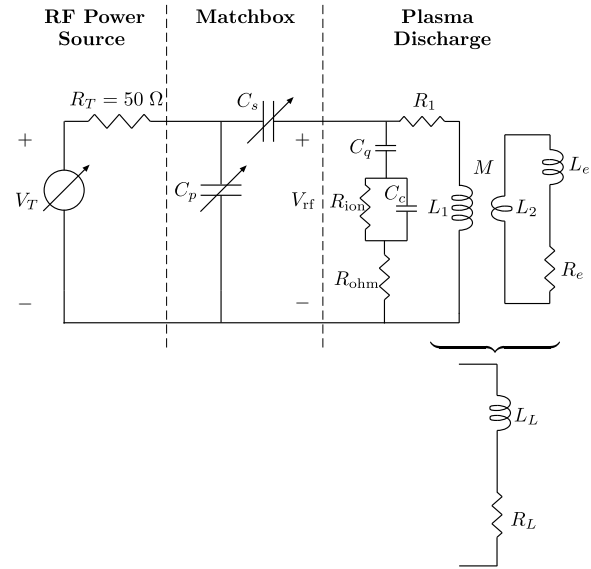 RF Power Source
Matchbox
Plasma Discharge
R_T = 50 Ω
C_s
R_1
+
+
C_q
M
L_e
V_T
C_p
V_rf
R_ion
C_c
L_1
L_2
R_ohm
R_e
−
−
L_L
R_L